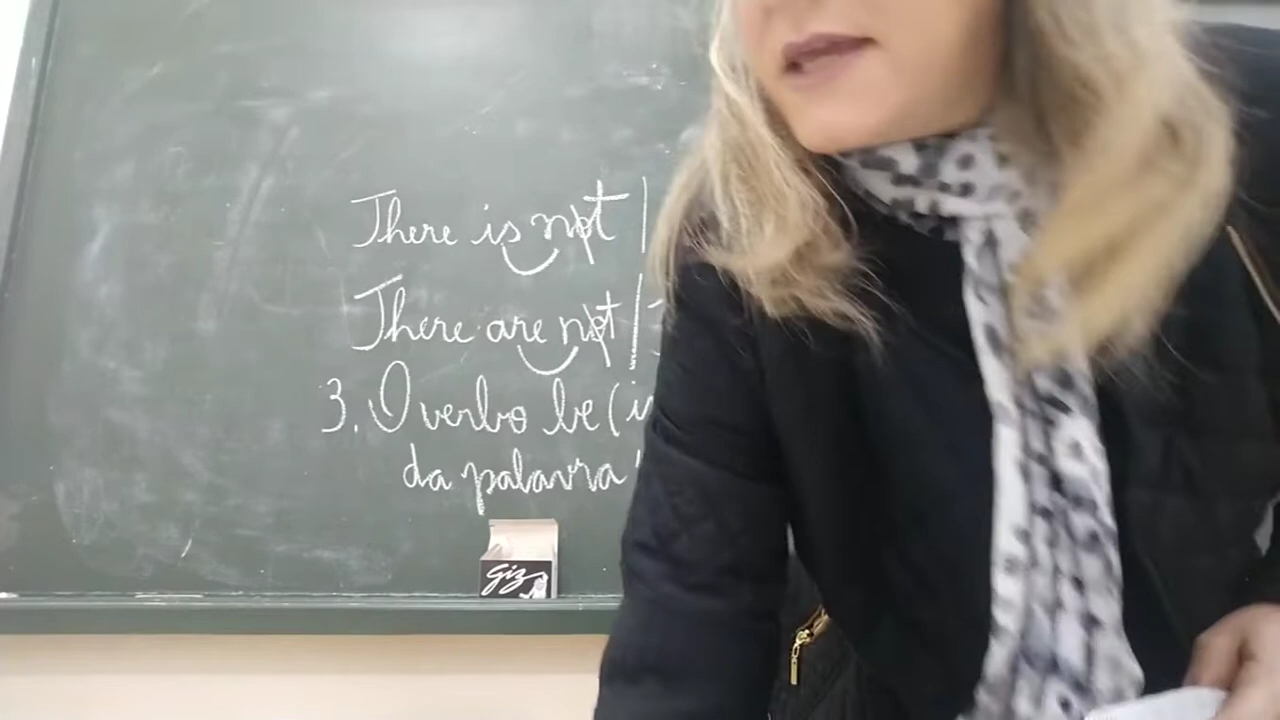 There is not |
There are not |
3. O verbo be (i
da palavra "
Giz